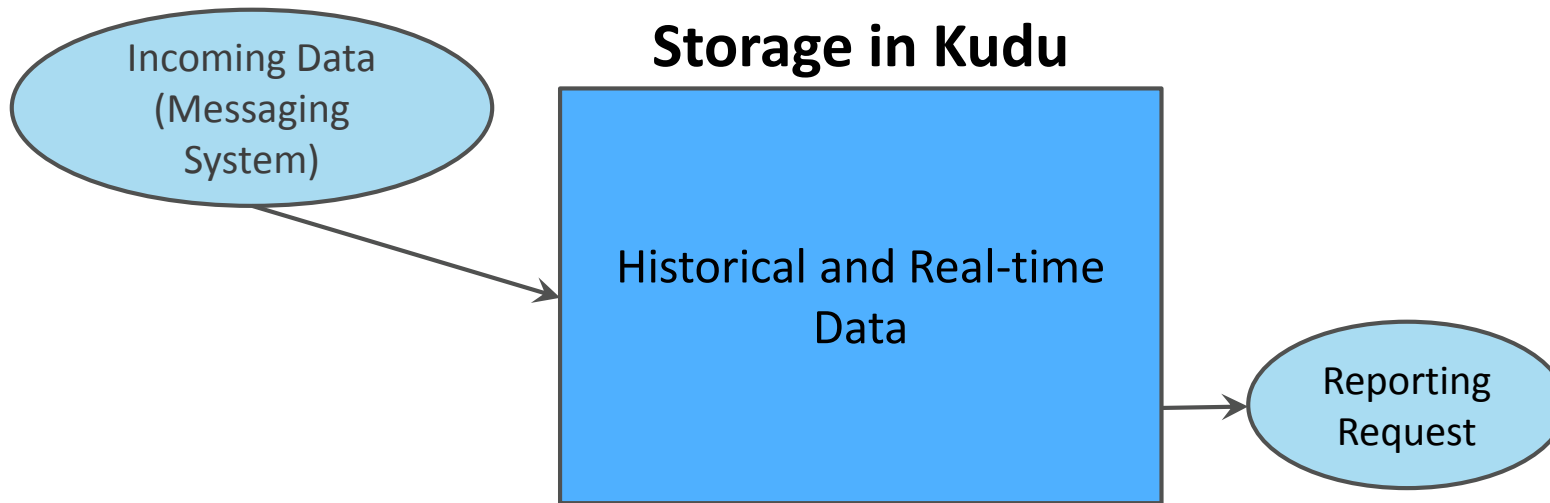 Storage in Kudu
Incoming Data
(Messaging
System)
Historical and Real-time
Data
Reporting
Request